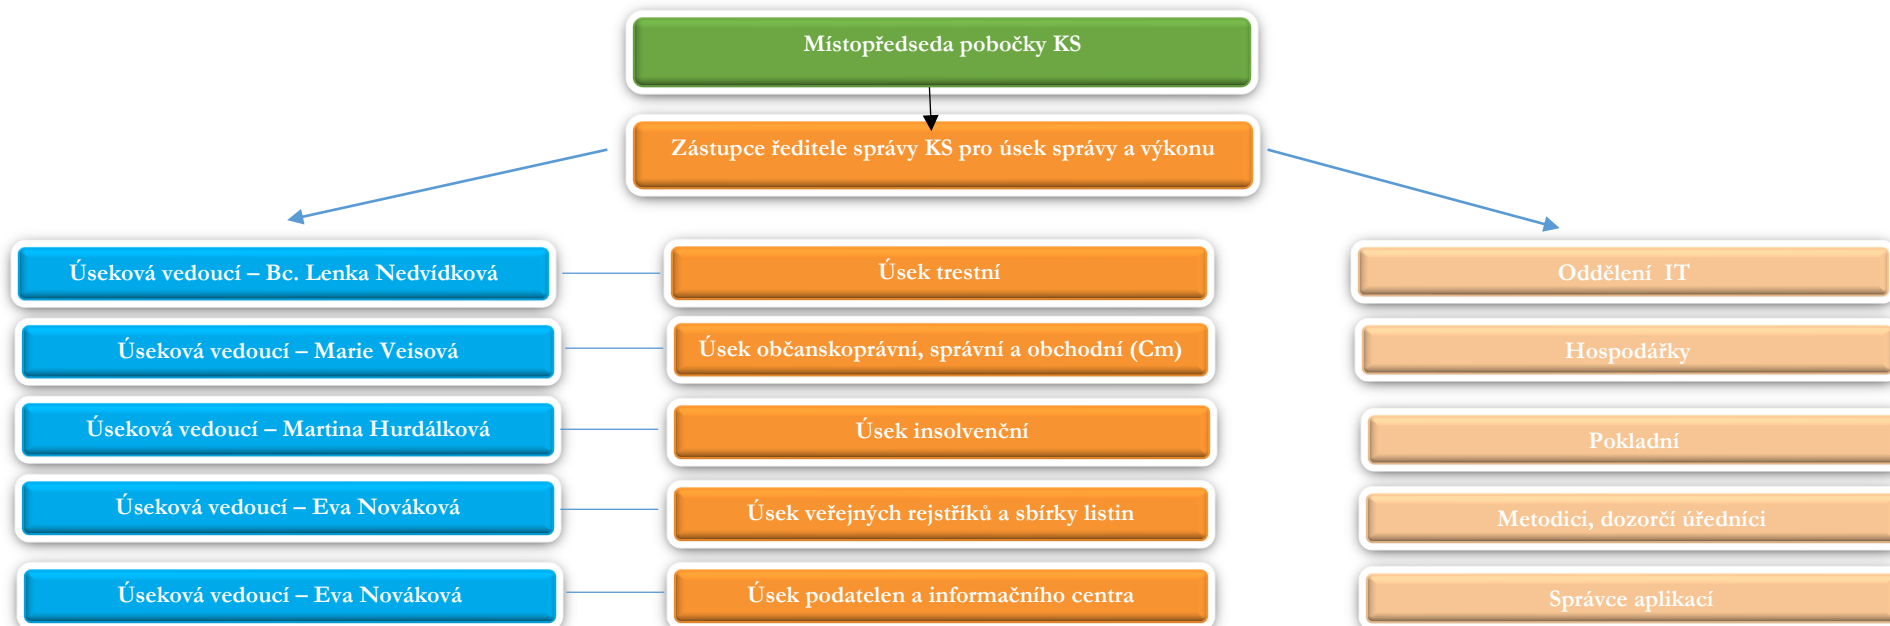 Místopředseda pobočky KS
Zástupce ředitele správy KS pro úsek správy a výkonu
Úseková vedoucí – Bc. Lenka Nedvídková
Úsek trestní
Oddělení  IT
Úseková vedoucí – Marie Veisová
Úsek občanskoprávní, správní a obchodní (Cm)
Hospodářky
Úseková vedoucí – Martina Hurdálková
Úsek insolvenční
Pokladní
Úseková vedoucí – Eva Nováková
Úsek veřejných rejstříků a sbírky listin
Metodici, dozorčí úředníci
Úseková vedoucí – Eva Nováková
Úsek podatelen a informačního centra
Správce aplikací